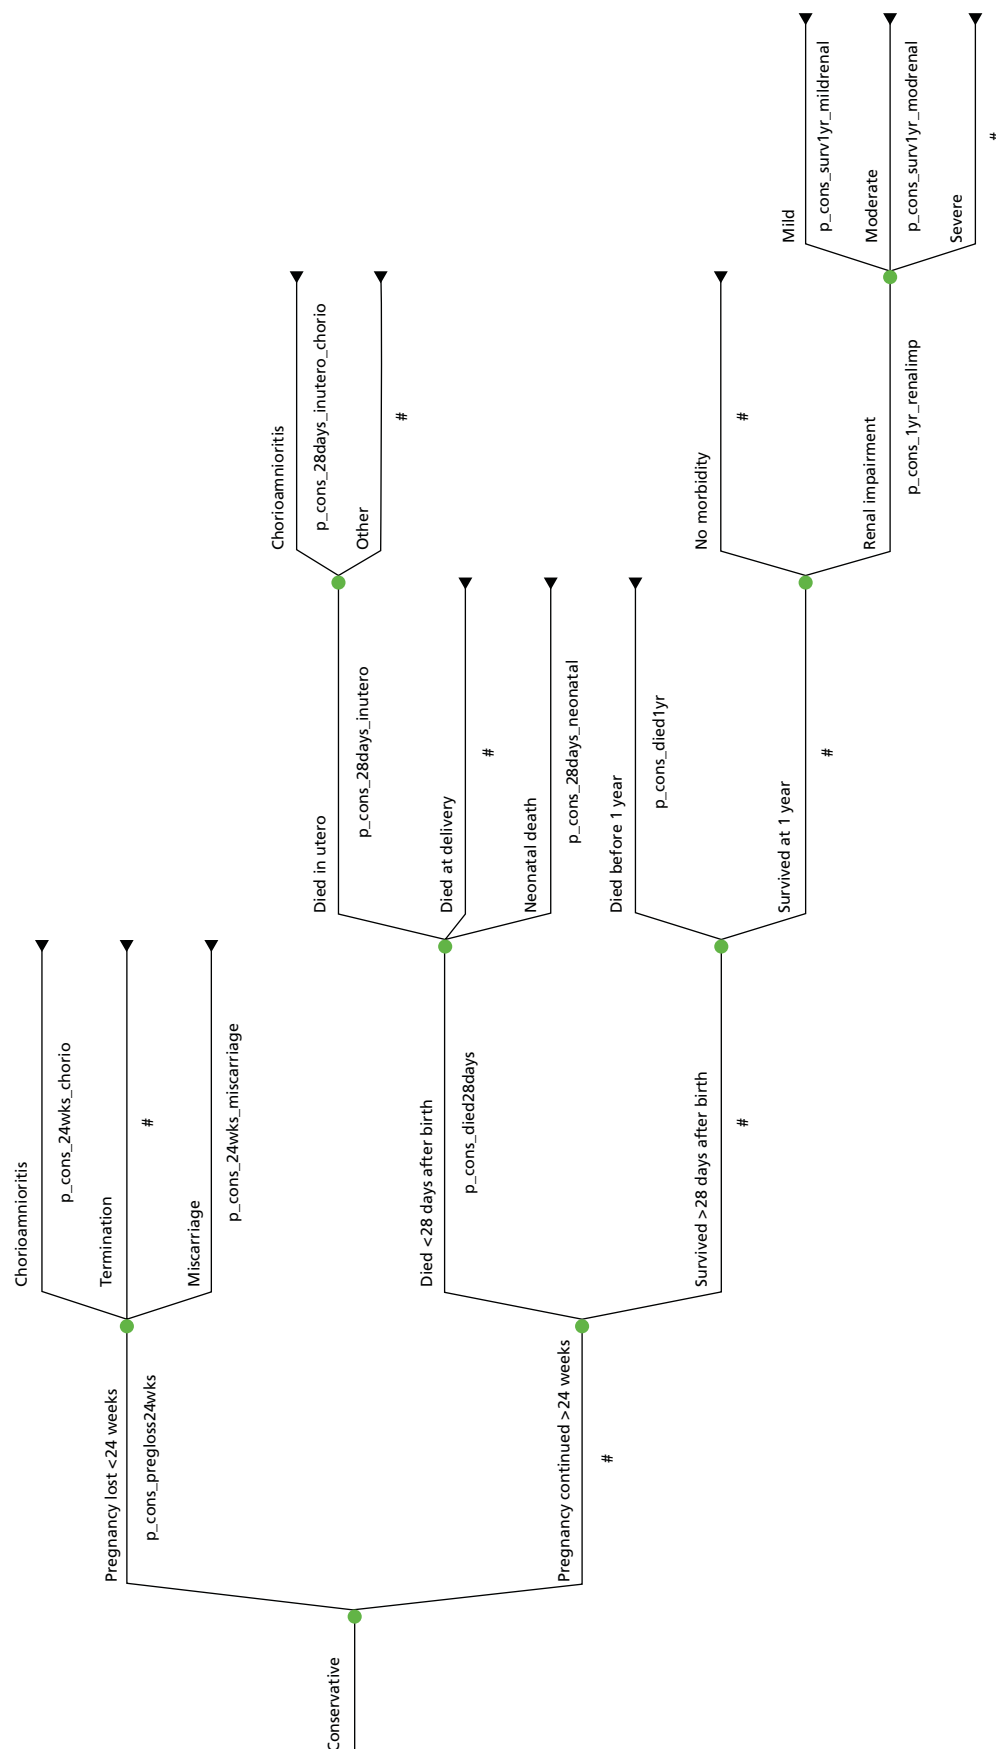 Conservative
Pregnancy lost <24 weeks
p_cons_pregloss24wks
Chorioamnioritis
p_cons_24wks_chorio
Termination
#
Miscarriage
p_cons_24wks_miscarriage
Pregnancy continued >24 weeks
#
Died <28 days after birth
p_cons_died28days
Died in utero
p_cons_28days_inutero
Chorioamnioritis
p_cons_28days_inutero_chorio
Other
#
Died at delivery
#
Neonatal death
p_cons_28days_neonatal
Survived >28 days after birth
#
Died before 1 year
p_cons_died1yr
Survived at 1 year
#
No morbidity
#
Renal impairment
p_cons_1yr_renalimp
Mild
p_cons_surv1yr_mildrenal
Moderate
p_cons_surv1yr_modrenal
Severe
#